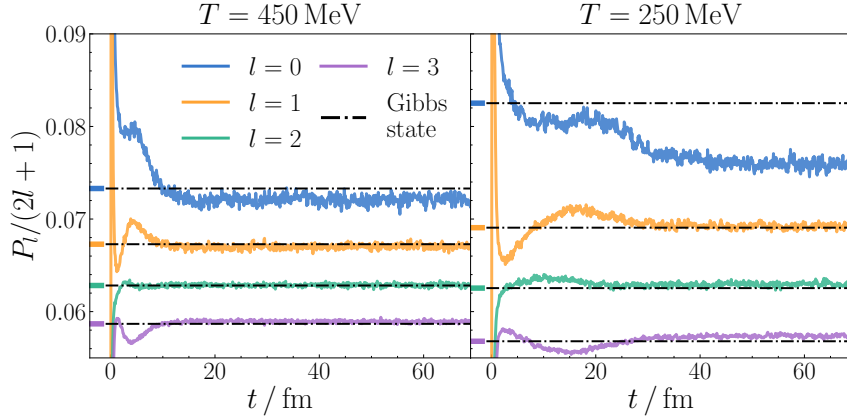 T = 450 MeV
T = 250 MeV
P_l/(2l + 1)
0.09
0.08
0.07
0.06
l = 0
l = 1
l = 2
l = 3
Gibbs
state
0
20
40
60
0
20
40
60
t / fm
t / fm